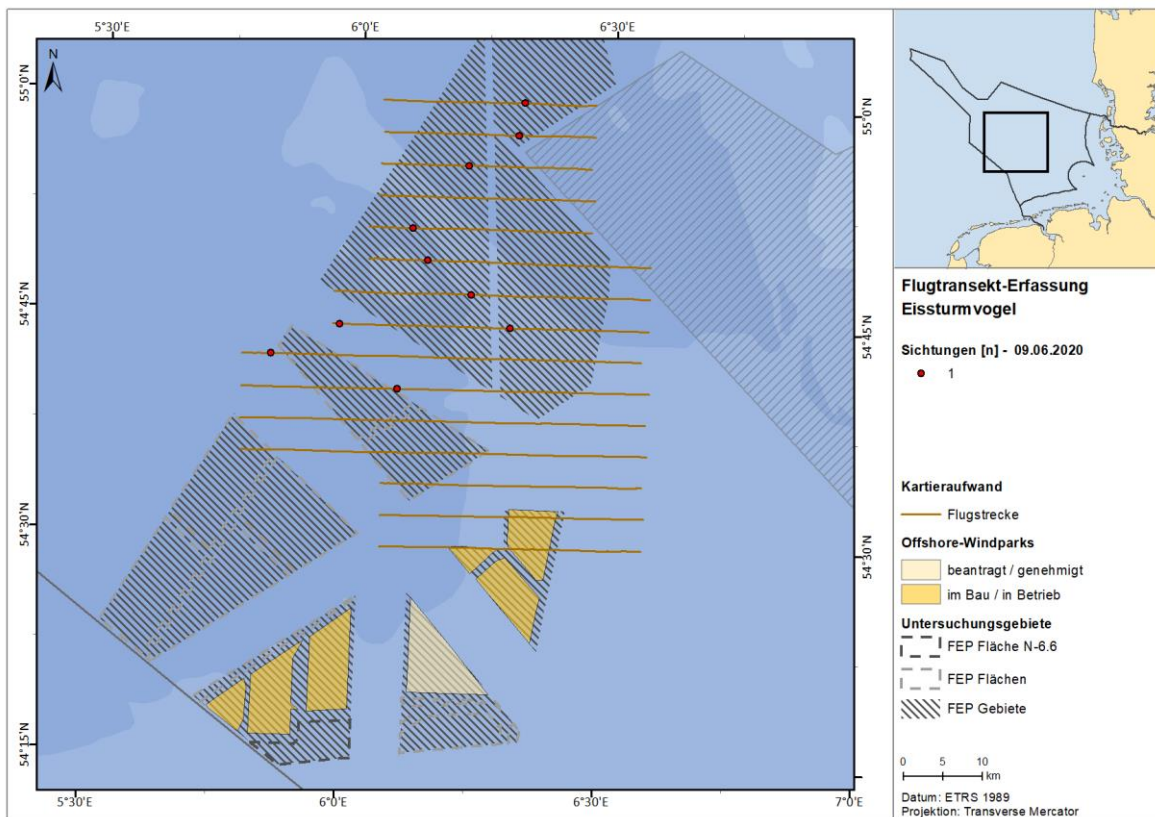 5°30'E
6°0'E
6°30'E
N
55°0'N
54°45'N
54°30'N
54°15'N
55°0'N
54°45'N
54°30'N
5°30'E
6°0'E
6°30'E
7°0'E
Flugtransekt-Erfassung
Eissturmvogel
Sichtungen [n] - 09.06.2020
1
Kartieraufwand
Flugstrecke
Offshore-Windparks
beantragt / genehmigt
im Bau / in Betrieb
Untersuchungsgebiete
FEP Fläche N-6.6
FEP Flächen
FEP Gebiete
0 5 10
km
Datum: ETRS 1989
Projektion: Transverse Mercator